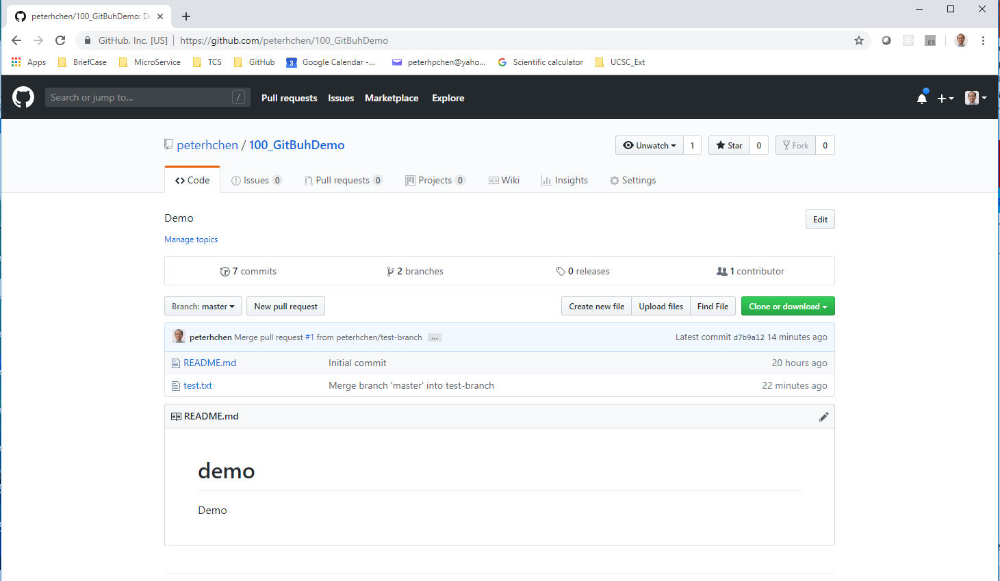 peterhchen/100_GitBuhDemo: De
GitHub, Inc. [US] https://github.com/peterhchen/100_GitBuhDemo
ES
Apps BriefCase MicroService TCS GitHub 3 Google Calendar -... peterhpchen@yaho... G Scientific calculator UCSC_Ext
Search or jump to... / Pull requests Issues Marketplace Explore
peterhchen / 100_GitBuhDemo Unwatch 1 Star 0 Fork 0
Code Issues 0 Pull requests 0 Projects 0 Wiki Insights Settings
Demo Edit
Manage topics
7 commits 2 branches 0 releases 1 contributor
Branch: master New pull request Create new file Upload files Find File Clone or download
peterhchen Merge pull request #1 from peterhchen/test-branch ... Latest commit d7b9a12 14 minutes ago
README.md Initial commit 20 hours ago
test.txt Merge branch 'master' into test-branch 22 minutes ago
README.md
demo
Demo